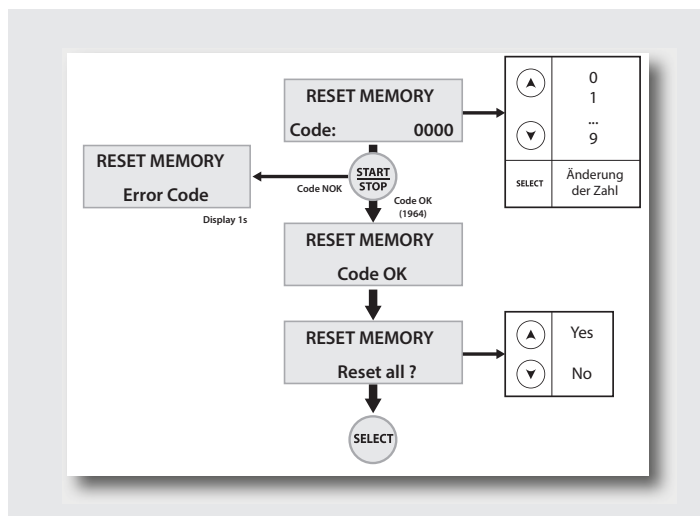 RESET MEMORY
Code: 0000
0
1
...
9
SELECT
Änderung
der Zahl
START
STOP
Code NOK
RESET MEMORY
Error Code
Display 1s
Code OK
(1964)
RESET MEMORY
Code OK
RESET MEMORY
Reset all ?
Yes
No
SELECT